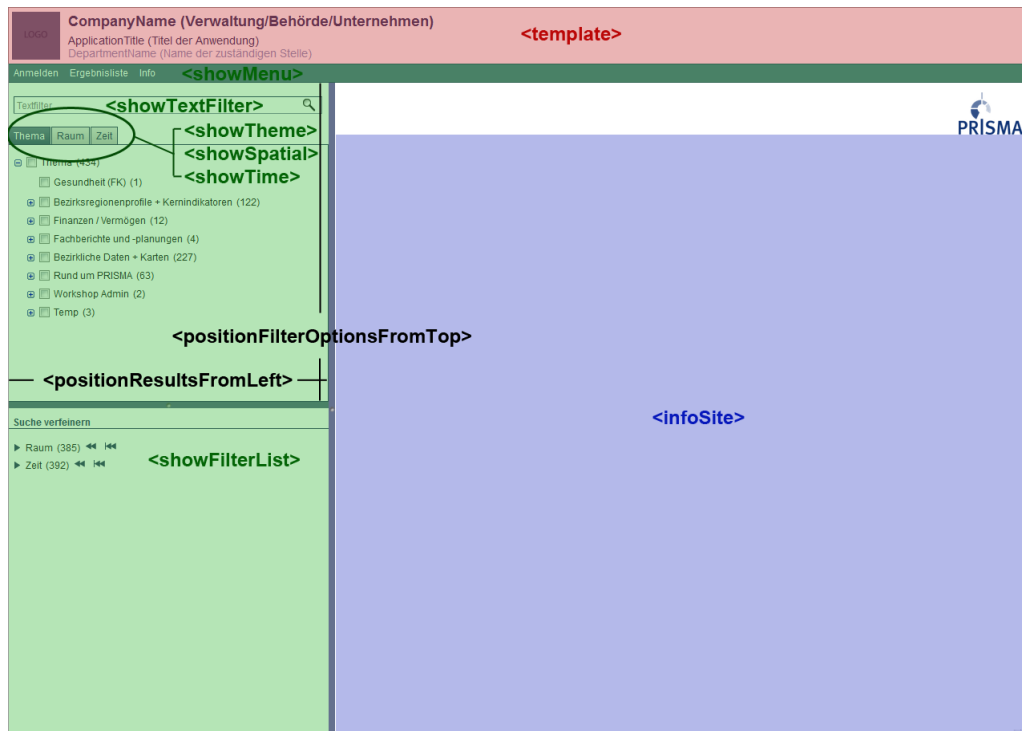 LOGO
CompanyName (Verwaltung/Behörde/Unternehmen)
ApplicationTitle (Titel der Anwendung)
DepartmentName (Name der zuständigen Stelle)
<template>
Anmelden Ergebnisliste Info <showMenu>
Textfilter <showTextFilter>
PRISMA
Thema Raum Zeit
<showTheme>
<showSpatial>
<showTime>
Thema (434)
Gesundheit (FK) (1)
Bezirksregionenprofile + Kernindikatoren (122)
Finanzen / Vermögen (12)
Fachberichte und -planungen (4)
Bezirkliche Daten + Karten (227)
Rund um PRISMA (63)
Workshop Admin (2)
Temp (3)
<positionFilterOptionsFromTop>
<positionResultsFromLeft>
Suche verfeinern
Raum (385)
Zeit (392)
<showFilterList>
<infoSite>